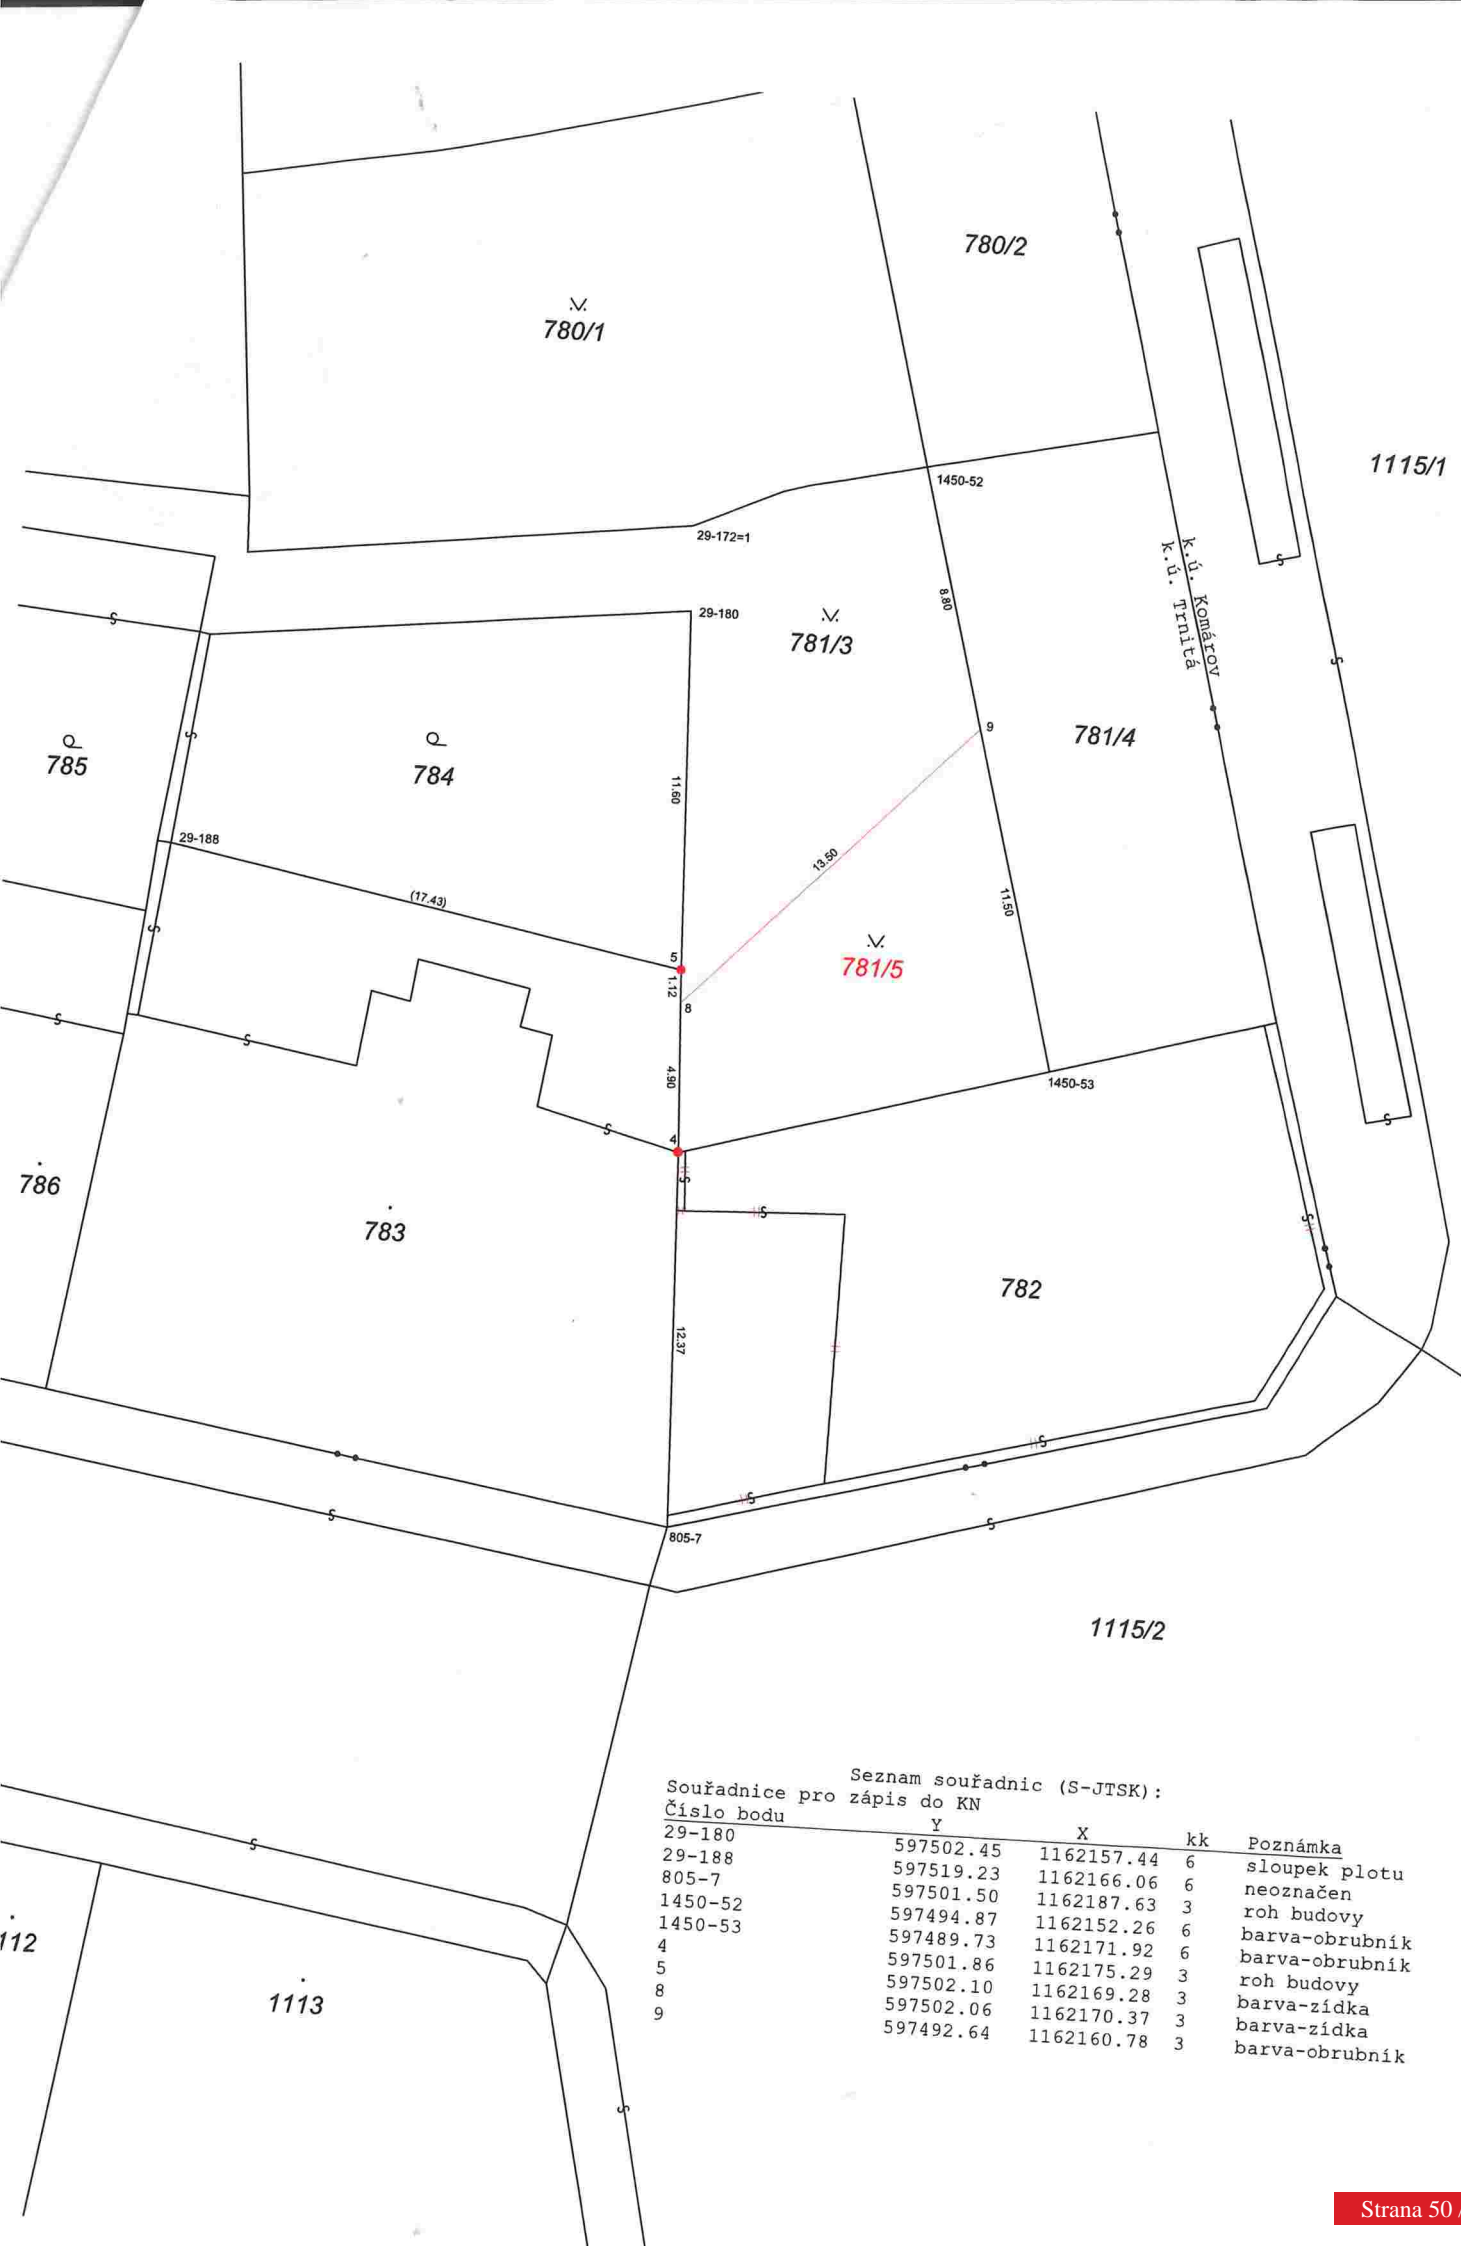 780/2
780/1
1115/1
1450-52
29-172=1
k.ú. Komárov
k.ú. Trnitá
8.80
29-180
781/3
9
781/4
785
784
11.60
29-188
13.50
(17.43)
11.50
5
781/5
1.12
8
4.90
1450-53
4
786
783
782
12.37
805-7
1115/2
Seznam souřadnic (S-JTSK):
Souřadnice pro zápis do KN
Číslo bodu Y X kk Poznámka
29-180 597502.45 1162157.44 6 sloupek plotu
29-188 597519.23 1162166.06 6 neoznačen
805-7 597501.50 1162187.63 3 roh budovy
1450-52 597494.87 1162152.26 6 barva-obrubník
1450-53 597489.73 1162171.92 6 barva-obrubník
4 597501.86 1162175.29 3 roh budovy
5 597502.10 1162169.28 3 barva-zídka
8 597502.06 1162170.37 3 barva-zídka
9 597492.64 1162160.78 3 barva-obrubník
112
1113
Strana 50 /